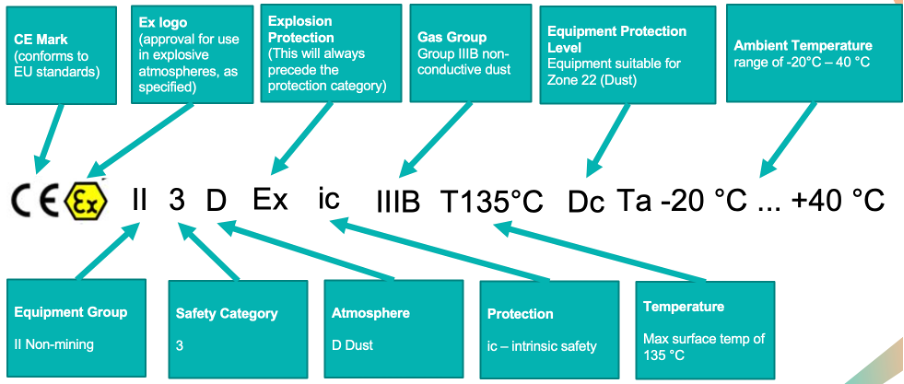 CE Mark
(conforms to
EU standards)
Ex logo
(approval for use
in explosive
atmospheres, as
specified)
Explosion
Protection
(This will always
precede the
protection category)
Gas Group
Group IIIB non-
conductive dust
Equipment Protection
Level
Equipment suitable for
Zone 22 (Dust)
Ambient Temperature
range of -20°C – 40 °C
CE Ex II 3 D Ex ic IIIB T135°C Dc Ta -20 °C ... +40 °C
Equipment Group
II Non-mining
Safety Category
3
Atmosphere
D Dust
Protection
ic – intrinsic safety
Temperature
Max surface temp of
135 °C